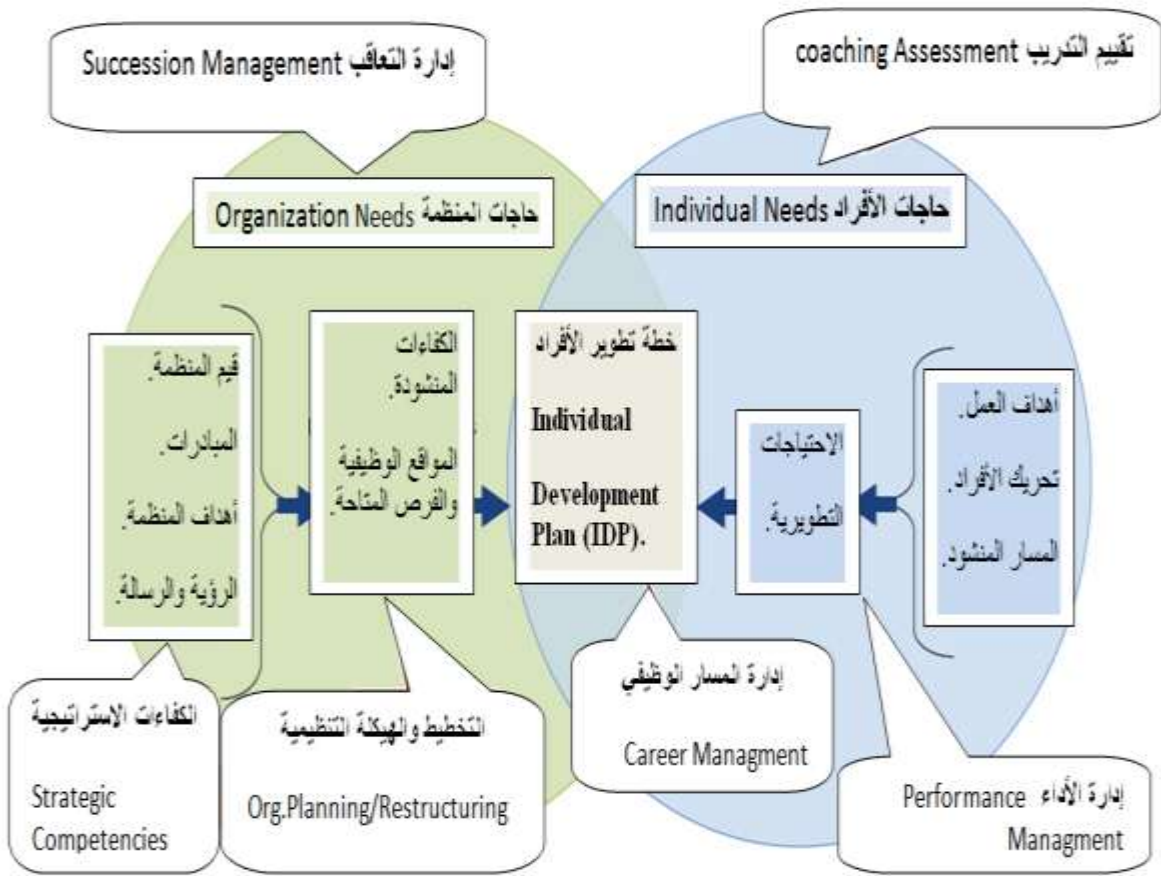 إدارة التعاقب Succession Management
تقييم التدريب coaching Assessment
حاجات المنظمة Organization Needs
حاجات الأفراد Individual Needs
قيم المنظمة.
المبادرات.
أهداف المنظمة.
الرؤية والرسالة.
الكفاءات
المنشودة.
المواقع الوظيفية
والفرص المتاحة.
خطة تطوير الأفراد
Individual
Development
Plan (IDP).
الاحتياجات
التطويرية.
أهداف العمل.
تحريك الأفراد.
المسار المنشود.
الكفاءات الاستراتيجية
Strategic
Competencies
التخطيط والهيكلة التنظيمية
Org.Planning/Restructuring
إدارة المسار الوظيفي
Career Managment
إدارة الأداء Performance
Managment